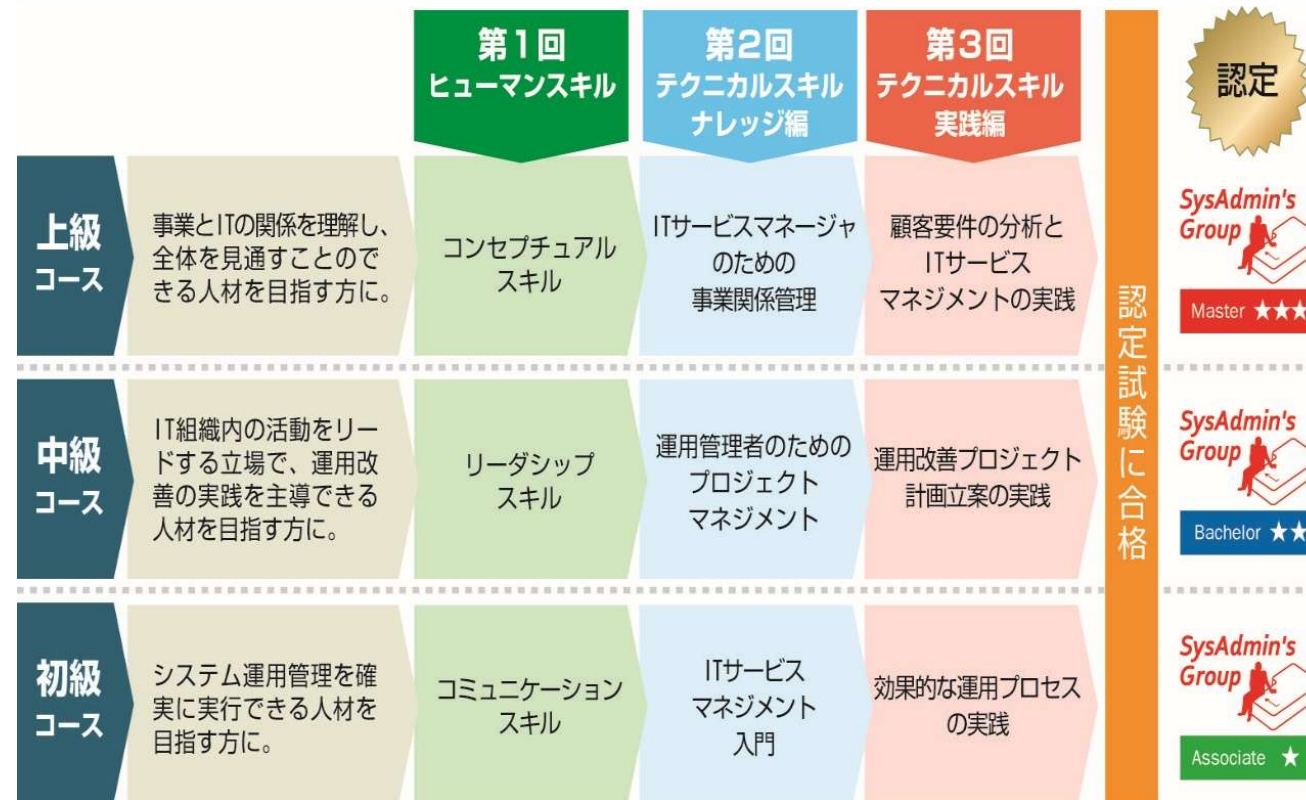 第1回
ヒューマンスキル
第2回
テクニカルスキル
ナレッジ編
第3回
テクニカルスキル
実践編
認定
上級
コース
事業とITの関係を理解し、
全体を見通すことので
きる人材を目指す方に。
コンセプチュアル
スキル
ITサービスマネージャ
のための
事業関係管理
顧客要件の分析と
ITサービス
マネジメントの実践
SysAdmin's
Group
Master ★★★
中級
コース
IT組織内の活動をリー
ドする立場で、運用改
善の実践を主導できる
人材を目指す方に。
リーダシップ
スキル
運用管理者のための
プロジェクト
マネジメント
運用改善プロジェクト
計画立案の実践
SysAdmin's
Group
Bachelor ★★
初級
コース
システム運用管理を確
実に実行できる人材を
目指す方に。
コミュニケーション
スキル
ITサービス
マネジメント
入門
効果的な運用プロセス
の実践
SysAdmin's
Group
Associate ★
認定試験に合格